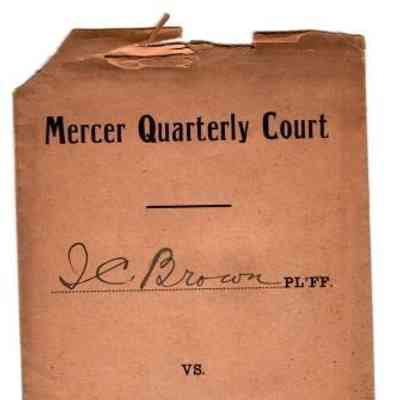 Mercer Quarterly Court
I C. Brown PL'FF.
VS.